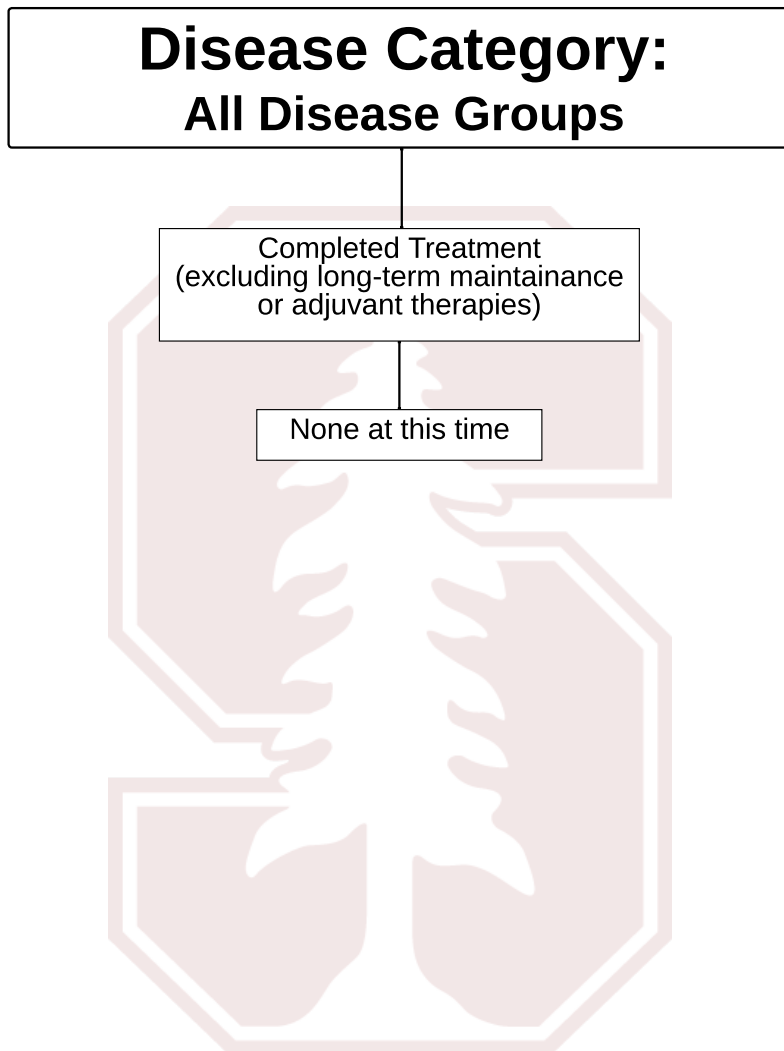 Disease Category:
All Disease Groups
Completed Treatment
(excluding long-term maintainance
or adjuvant therapies)
None at this time